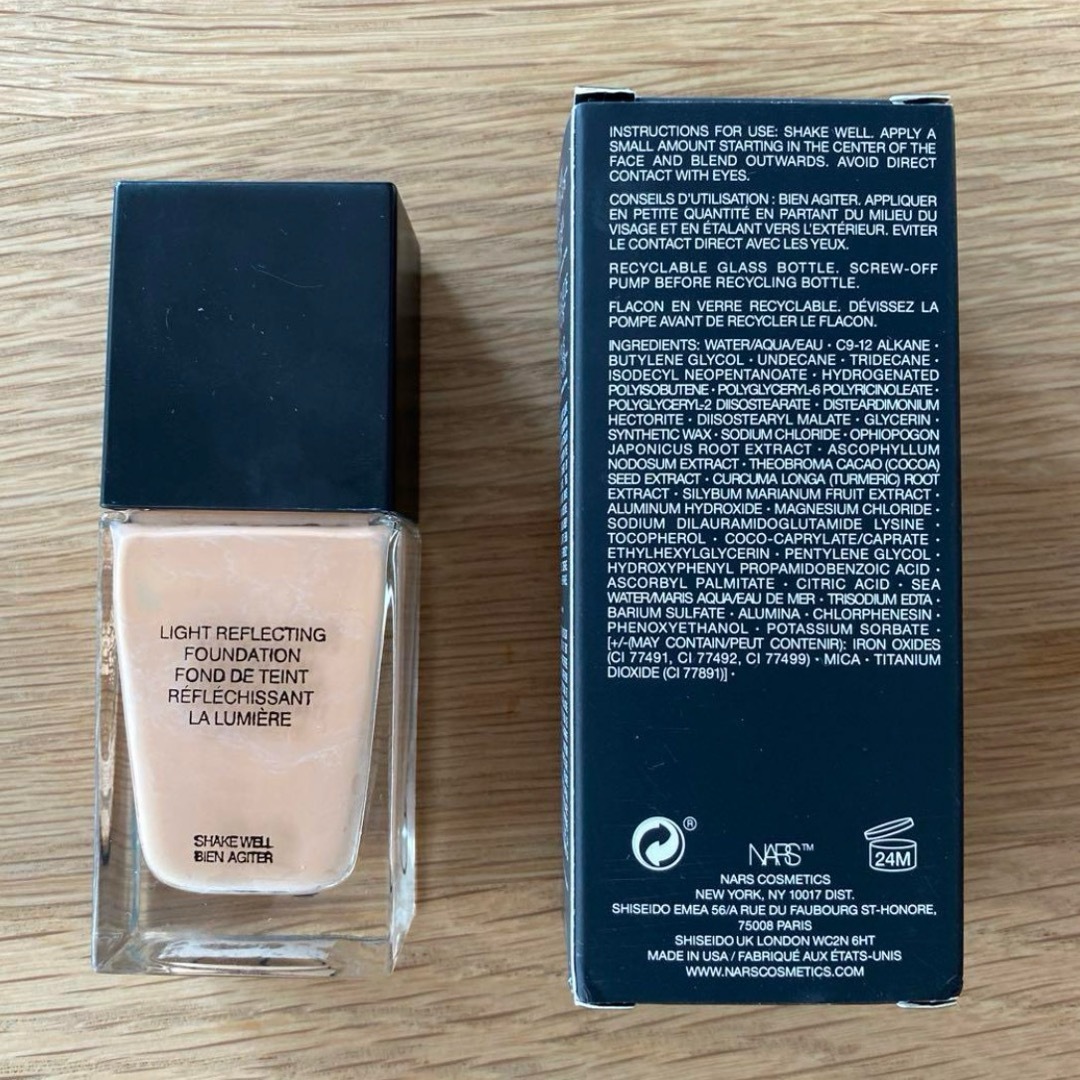 LIGHT REFLECTING
FOUNDATION
FOND DE TEINT
RÉFLÉCHISSANT
LA LUMIÈRE
SHAKE WELL
BIEN AGITER
INSTRUCTIONS FOR USE: SHAKE WELL. APPLY A
SMALL AMOUNT STARTING IN THE CENTER OF THE
FACE AND BLEND OUTWARDS. AVOID DIRECT
CONTACT WITH EYES.
CONSEILS D'UTILISATION : BIEN AGITER. APPLIQUER
EN PETITE QUANTITÉ EN PARTANT DU MILIEU DU
VISAGE ET EN ÉTALANT VERS L'EXTÉRIEUR. EVITER
LE CONTACT DIRECT AVEC LES YEUX.
RECYCLABLE GLASS BOTTLE. SCREW-OFF
PUMP BEFORE RECYCLING BOTTLE.
FLACON EN VERRE RECYCLABLE. DÉVISSEZ LA
POMPE AVANT DE RECYCLER LE FLACON.
INGREDIENTS: WATER/AQUA/EAU • C9-12 ALKANE •
BUTYLENE GLYCOL • UNDECANE • TRIDECANE •
ISODECYL NEOPENTANOATE • HYDROGENATED
POLYISOBUTENE • POLYGLYCERYL-6 POLYRICINOLEATE •
POLYGLYCERYL-2 DIISOSTEARATE • DISTEARDIMONIUM
HECTORITE • DIISOSTEARYL MALATE • GLYCERIN •
SYNTHETIC WAX • SODIUM CHLORIDE • OPHIOPOGON
JAPONICUS ROOT EXTRACT • ASCOPHYLLUM
NODOSUM EXTRACT • THEOBROMA CACAO (COCOA)
SEED EXTRACT • CURCUMA LONGA (TURMERIC) ROOT
EXTRACT • SILYBUM MARIANUM FRUIT EXTRACT •
ALUMINUM HYDROXIDE • MAGNESIUM CHLORIDE •
SODIUM DILAURAMIDOGLUTAMIDE LYSINE •
TOCOPHEROL • COCO-CAPRYLATE/CAPRATE •
ETHYLHEXYLGLYCERIN • PENTYLENE GLYCOL •
HYDROXYPHENYL PROPAMIDOBENZOIC ACID •
ASCORBYL PALMITATE • CITRIC ACID • SEA
WATER/MARIS AQUA/EAU DE MER • TRISODIUM EDTA •
BARIUM SULFATE • ALUMINA • CHLORPHENESIN •
PHENOXYETHANOL • POTASSIUM SORBATE •
[+/-(MAY CONTAIN/PEUT CONTENIR): IRON OXIDES
(CI 77491, CI 77492, CI 77499) • MICA • TITANIUM
DIOXIDE (CI 77891)] •
®
NARS™
24M
NARS COSMETICS
NEW YORK, NY 10017 DIST.
SHISEIDO EMEA 56/A RUE DU FAUBOURG ST-HONORE,
75008 PARIS
SHISEIDO UK LONDON WC2N 6HT
MADE IN USA / FABRIQUÉ AUX ÉTATS-UNIS
WWW.NARSCOSMETICS.COM